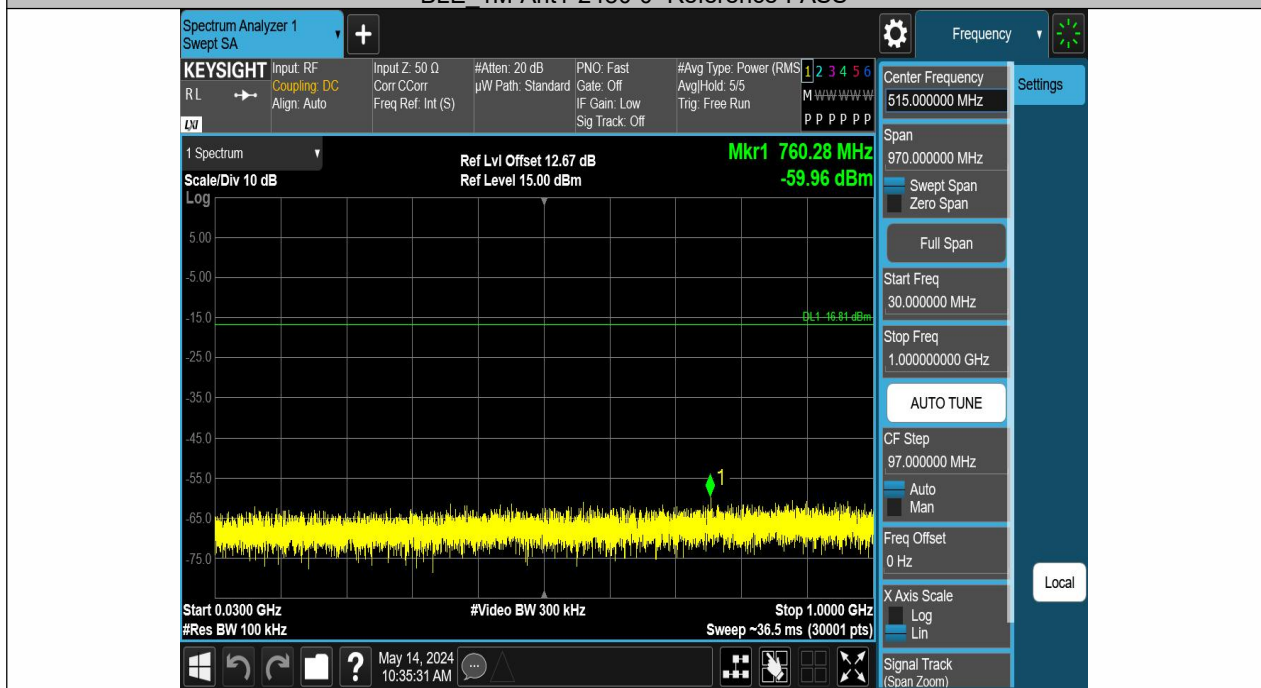 Spectrum Analyzer 1
Swept SA
+
Frequency
KEYSIGHT
RL
LXI
Input: RF
Coupling: DC
Align: Auto
Input Z: 50 Ω
Corr CCorr
Freq Ref: Int (S)
#Atten: 20 dB
µW Path: Standard
PNO: Fast
Gate: Off
IF Gain: Low
Sig Track: Off
#Avg Type: Power (RMS
Avg|Hold: 5/5
Trig: Free Run
1 2 3 4 5 6
M W W W W W
P P P P P P
1 Spectrum
Scale/Div 10 dB
Log
Ref Lvl Offset 12.67 dB
Ref Level 15.00 dBm
Mkr1 760.28 MHz
-59.96 dBm
5.00
-5.00
-15.0
DL1 -16.81 dBm
-25.0
-35.0
-45.0
-55.0
1
-65.0
-75.0
Start 0.0300 GHz
#Res BW 100 kHz
#Video BW 300 kHz
Stop 1.0000 GHz
Sweep ~36.5 ms (30001 pts)
?
May 14, 2024
10:35:31 AM
Center Frequency
515.000000 MHz
Span
970.000000 MHz
Swept Span
Zero Span
Full Span
Start Freq
30.000000 MHz
Stop Freq
1.000000000 GHz
AUTO TUNE
CF Step
97.000000 MHz
Auto
Man
Freq Offset
0 Hz
X Axis Scale
Log
Lin
Signal Track
(Span Zoom)
Settings
Local